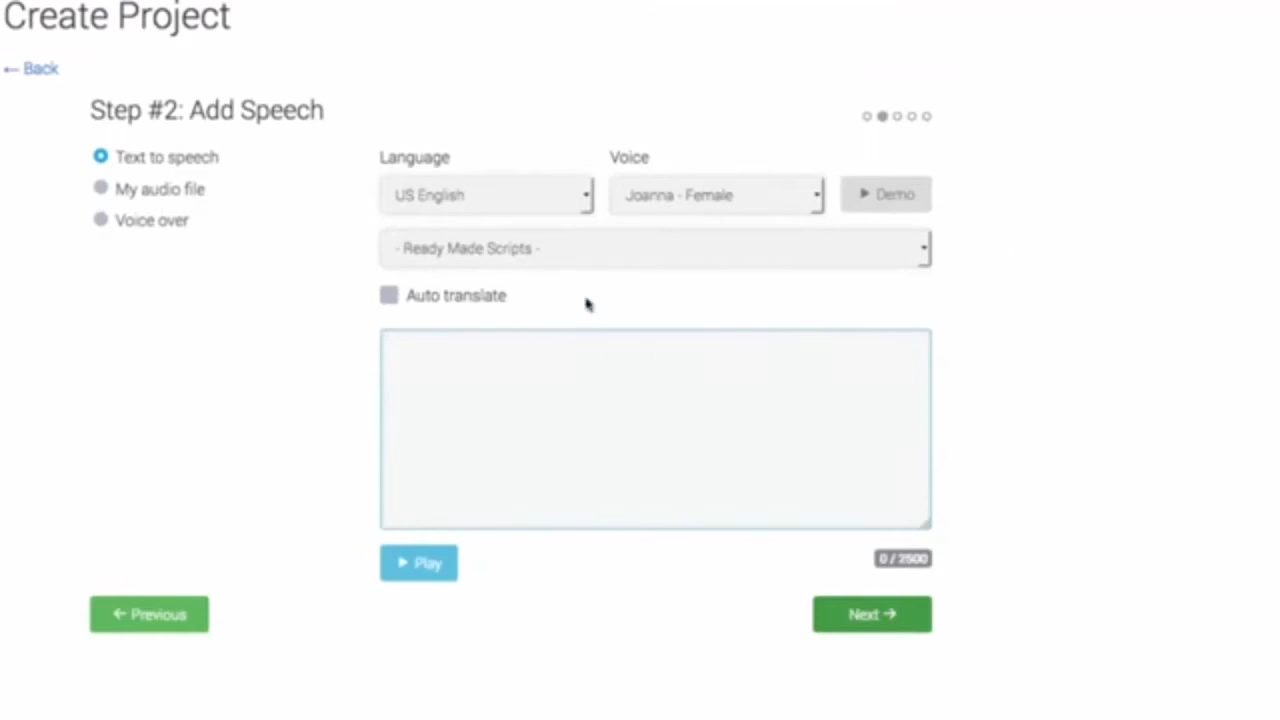 Create Project
← Back
Step #2: Add Speech
Text to speech
My audio file
Voice over
Language
Voice
US English
Joanna - Female
Demo
- Ready Made Scripts -
Auto translate
Play
0 / 2500
← Previous
Next →